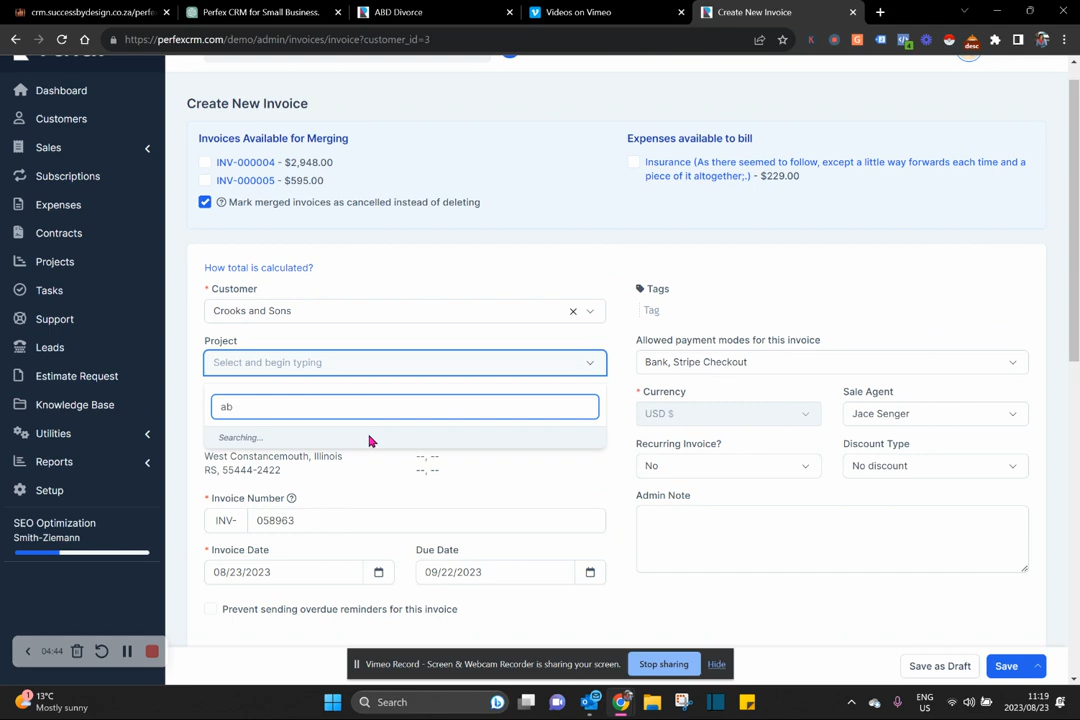 crm.successbydesign.co.za/perfe
Perfex CRM for Small Business.
ABD Divorce
Videos on Vimeo
Create New Invoice
https://perfexcrm.com/demo/admin/invoices/invoice?customer_id=3
Dashboard
Customers
Sales
Subscriptions
Expenses
Contracts
Projects
Tasks
Support
Leads
Estimate Request
Knowledge Base
Utilities
Reports
Setup
SEO Optimization
Smith-Ziemann
04:44
Create New Invoice
Invoices Available for Merging
INV-000004 - $2,948.00
INV-000005 - $595.00
Mark merged invoices as cancelled instead of deleting
Expenses available to bill
Insurance (As there seemed to follow, except a little way forwards each time and a
piece of it altogether;.) - $229.00
How total is calculated?
* Customer
Crooks and Sons
Project
Select and begin typing
ab
Searching...
West Constancemouth, Illinois
RS, 55444-2422
--, --
--, --
* Invoice Number
INV- 058963
* Invoice Date
08/23/2023
Due Date
09/22/2023
Prevent sending overdue reminders for this invoice
Tags
Tag
Allowed payment modes for this invoice
Bank, Stripe Checkout
* Currency
USD $
Sale Agent
Jace Senger
Recurring Invoice?
No
Discount Type
No discount
Admin Note
Save as Draft
Save
Vimeo Record - Screen & Webcam Recorder is sharing your screen.
Stop sharing
Hide
13°C
Mostly sunny
Search
ENG
US
11:19
2023/08/23